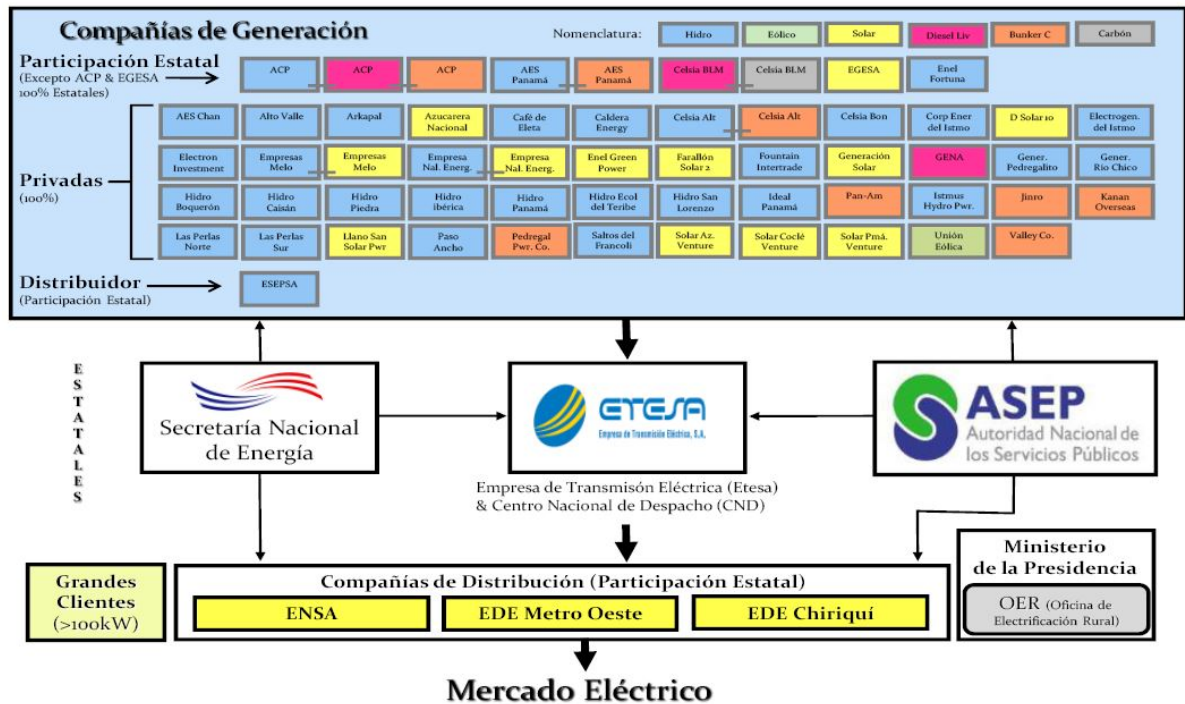 Compañías de Generación
Nomenclatura: Hidro Eólico Solar Diesel Liv Bunker C Carbón
Participación Estatal
(Excepto ACP & EGESA
100% Estatales)
ACP ACP ACP AES Panamá AES Panamá Celsia BLM Celsia BLM EGESA Enel Fortuna
Privadas
(100%)
AES Chan Alto Valle Arkapal Azucarera Nacional Café de Eleta Caldera Energy Celsia Alt Celsia Alt Celsia Bon Corp Ener del Istmo D Solar 10 Electrogen. del Istmo
Electron Investment Empresas Melo Empresas Melo Empresa Nal. Energ. Empresa Nal. Energ. Enel Green Power Farallón Solar 2 Fountain Intertrade Generación Solar GENA Gener. Pedregalito Gener. Río Chico
Hidro Boquerón Hidro Caisán Hidro Piedra Hidro ibérica Hidro Panamá Hidro Ecol del Teribe Hidro San Lorenzo Ideal Panamá Pan-Am Istmus Hydro Pwr. Jinro Kanan Overseas
Las Perlas Norte Las Perlas Sur Llano San Solar Pwr Paso Ancho Pedregal Pwr. Co. Saltos del Francoli Solar Az. Venture Solar Coclé Venture Solar Pmá. Venture Unión Eólica Valley Co.
Distribuidor
(Participación Estatal)
ESEPSA
ESTATALES
Secretaría Nacional
de Energía
ETESA
Empresa de Transmisión Eléctrica, S.A.
ASEP
Autoridad Nacional de
los Servicios Públicos
Empresa de Transmisón Eléctrica (Etesa)
& Centro Nacional de Despacho (CND)
Grandes
Clientes
(>100kW)
Compañías de Distribución (Participación Estatal)
ENSA EDE Metro Oeste EDE Chiriquí
Ministerio
de la Presidencia
OER (Oficina de
Electrificación Rural)
Mercado Eléctrico